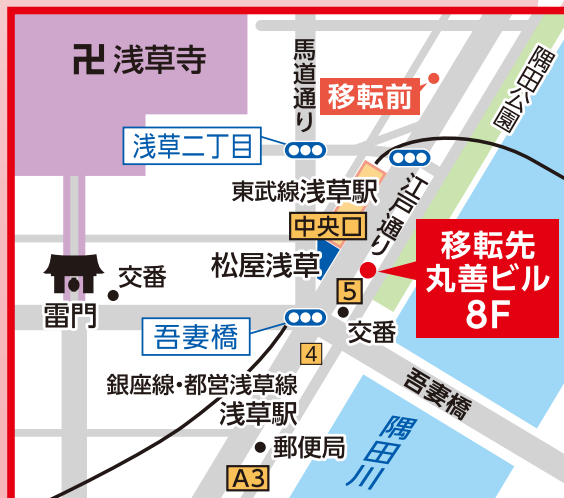 卍 浅草寺
馬道通り
隅田公園
移転前
浅草二丁目
東武線浅草駅
中央口
江戸通り
松屋浅草
移転先
丸善ビル
8F
交番
雷門
5
交番
吾妻橋
4
吾妻橋
銀座線・都営浅草線
浅草駅
郵便局
隅田川
A3